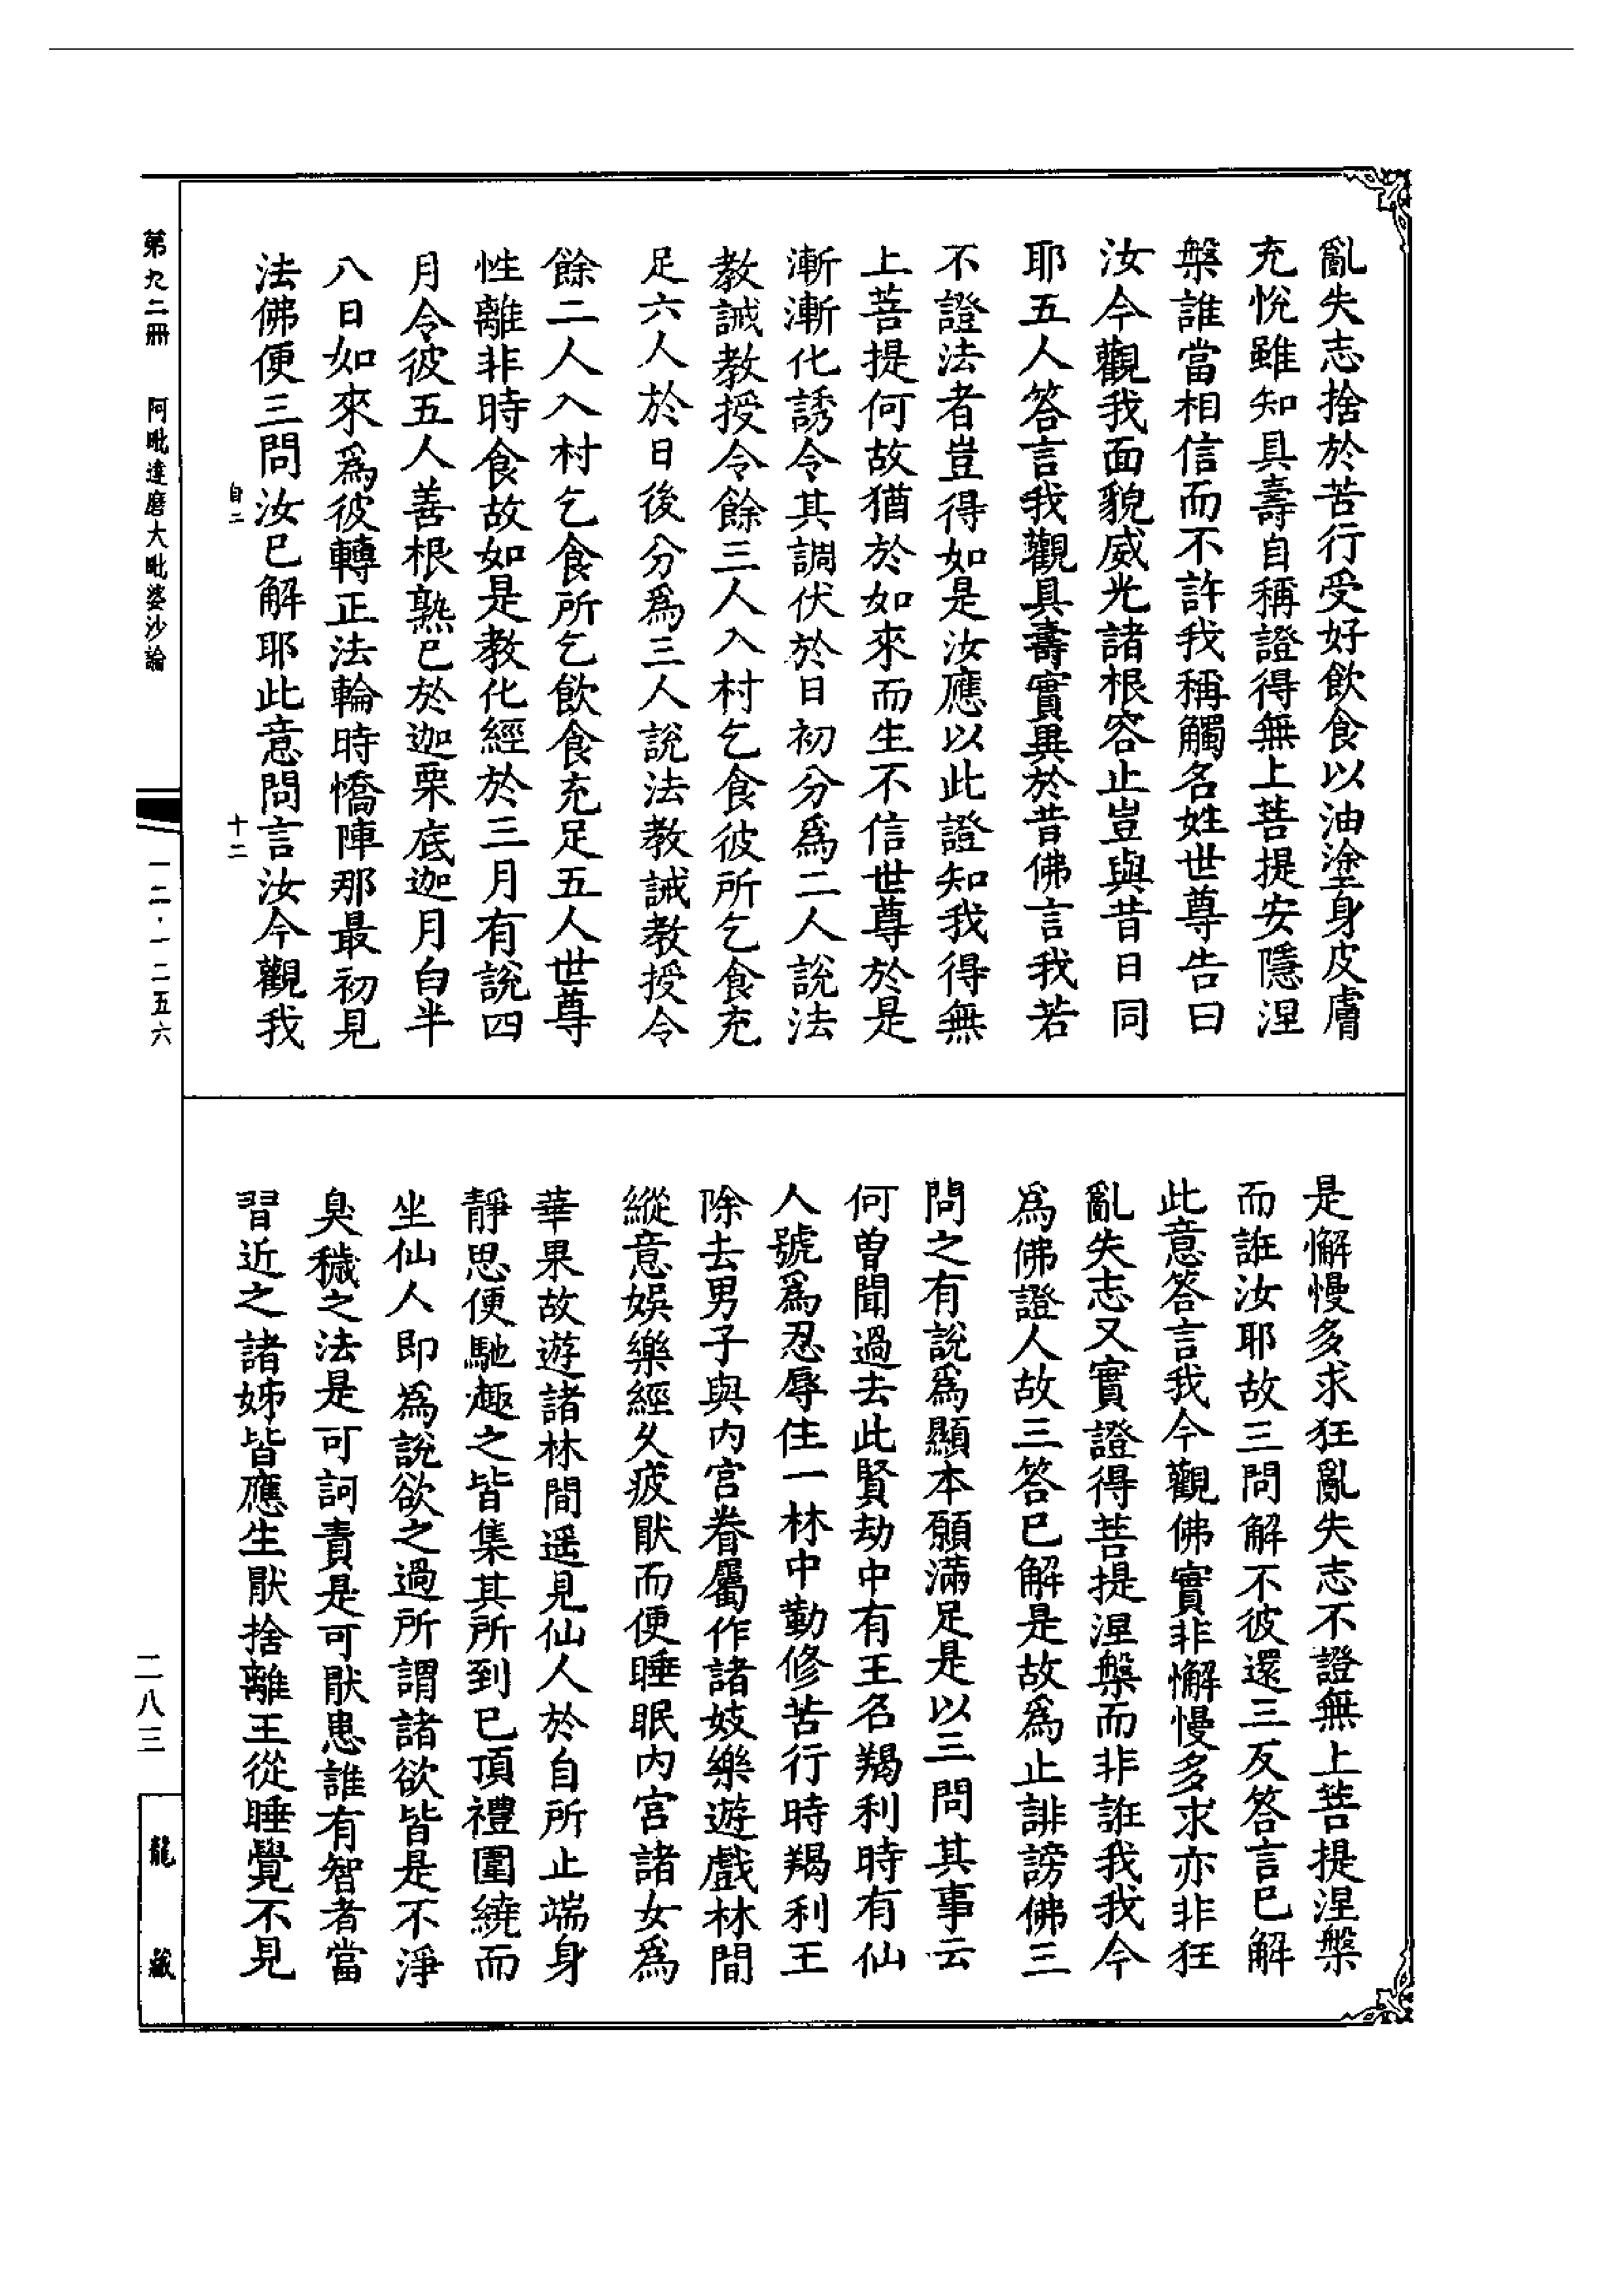 亂失志捨於苦行受好飲食以油塗身皮膚
充悅雖知具壽自稱證得無上菩提安隱涅
槃誰當相信而不許我稱觸名姓世尊告曰
汝今觀我面貌威光諸根容止豈與昔日同
耶五人答言我觀具壽實異於昔佛言我若
不證法者豈得如是汝應以此證知我得無
上菩提何故猶於如來而生不信世尊於是
漸漸化誘令其調伏於日初分為二人說法
教誡教授令餘三人入村乞食彼所乞食充
足六人於日後分為三人說法教誡教授令
餘二人入村乞食所乞飲食充足五人世尊
性離非時食故如是教化經於三月有說四
月令彼五人善根熟已於迦栗底迦月白半
八日如來為彼轉正法輪時憍陣那最初見
法佛便三問汝已解耶此意問言汝今觀我
自二
十二
是懈慢多求狂亂失志不證無上菩提涅槃
而誑汝耶故三問解不彼還三反答言已解
此意答言我今觀佛實非懈慢多求亦非狂
亂失志又實證得菩提涅槃而非誑我我今
為佛證人故三答已解是故為止誹謗佛三
問之有說為顯本願滿足是以三問其事云
何曾聞過去此賢劫中有王名羯利時有仙
人號為忍辱住一林中勤修苦行時羯利王
除去男子與內宮眷屬作諸妓樂遊戲林間
縱意娛樂經久疲猒而便睡眠內宮諸女為
華果故遊諸林間遥見仙人於自所止端身
靜思便馳趣之皆集其所到已頂禮圍繞而
坐仙人即為說欲之過所謂諸欲皆是不淨
臭穢之法是可訶責是可猒患誰有智者當
習近之諸姊皆應生猒捨離王從睡覺不見
第九二冊
阿毗達磨大毗婆沙論
一二·一二五六
二八三
龍藏